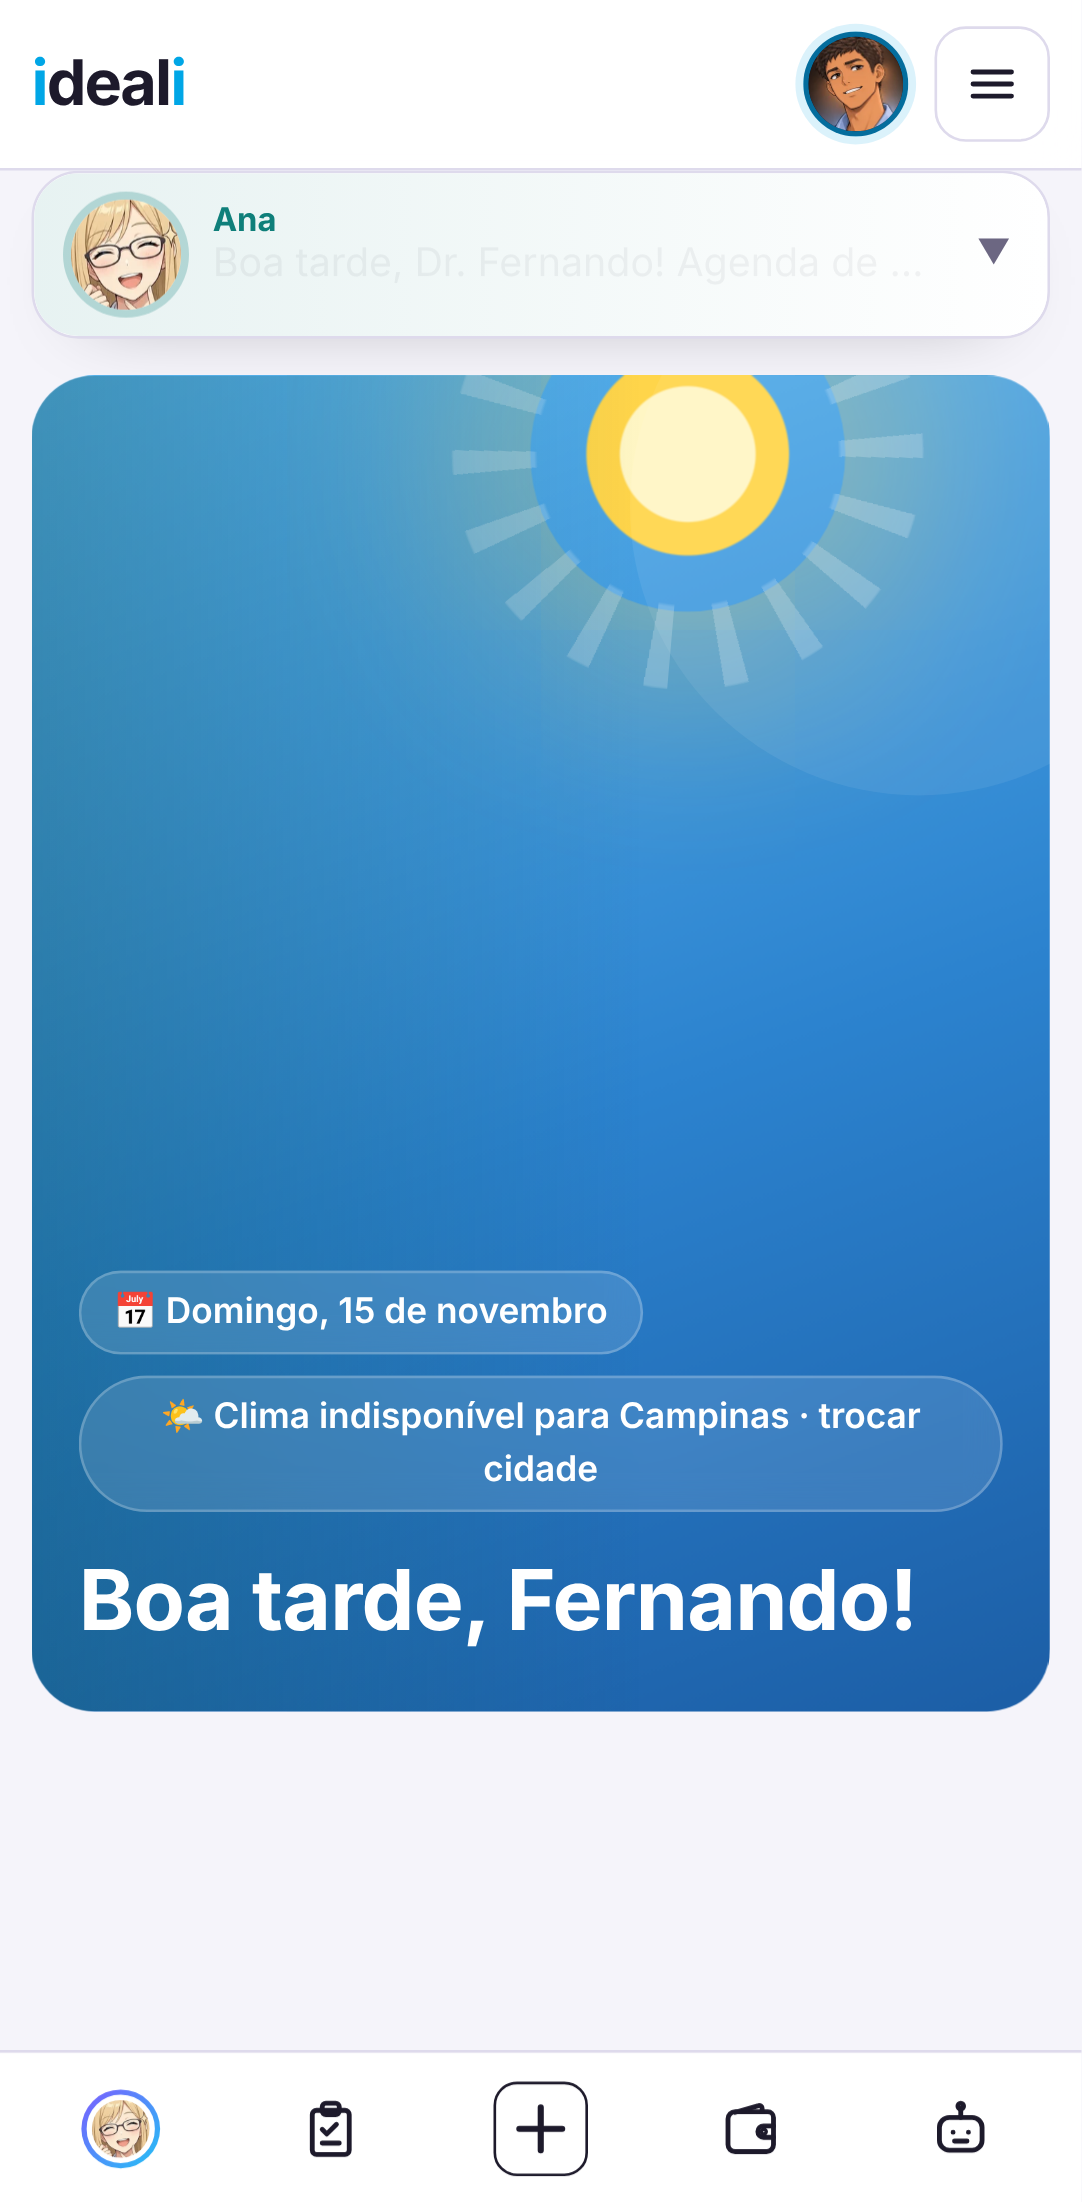 ideali
Ana
Boa tarde, Dr. Fernando! Agenda de ...
July
17
Domingo, 15 de novembro
Clima indisponível para Campinas · trocar
cidade
Boa tarde, Fernando!